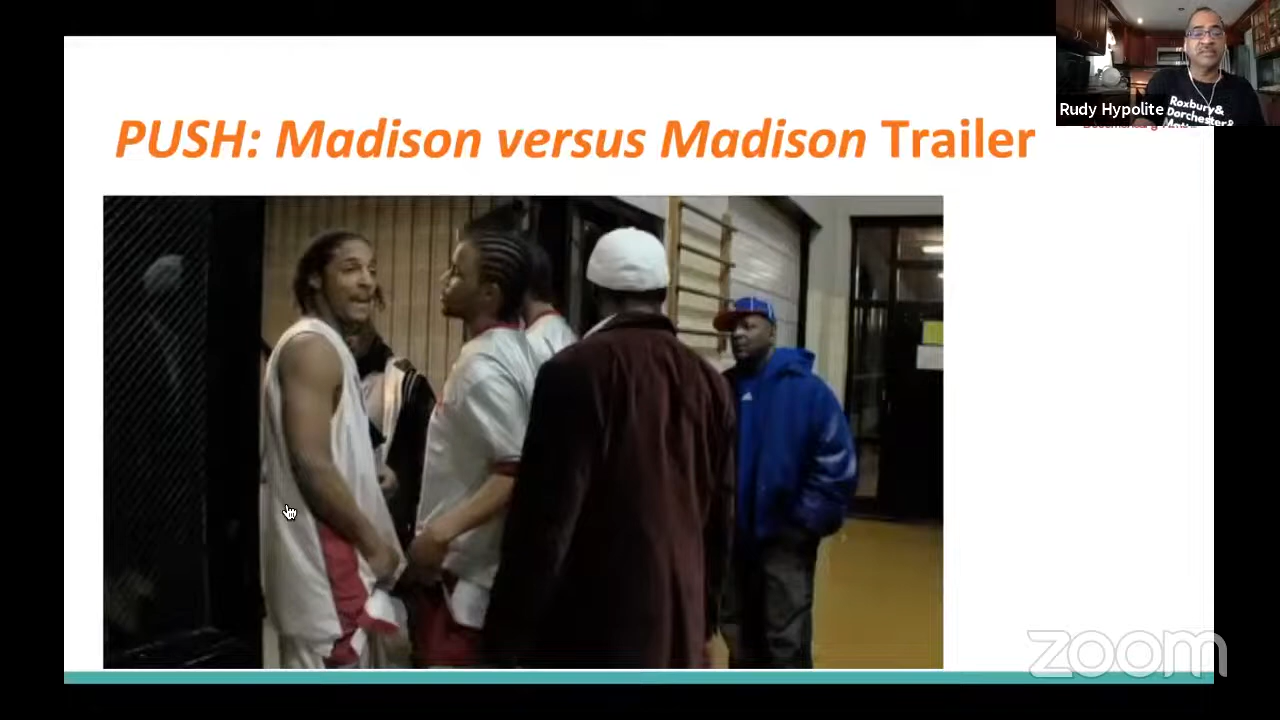 PUSH: Madison versus Madison Trailer
Rudy Hypolite
Roxbury&
Dorchester&
zoom